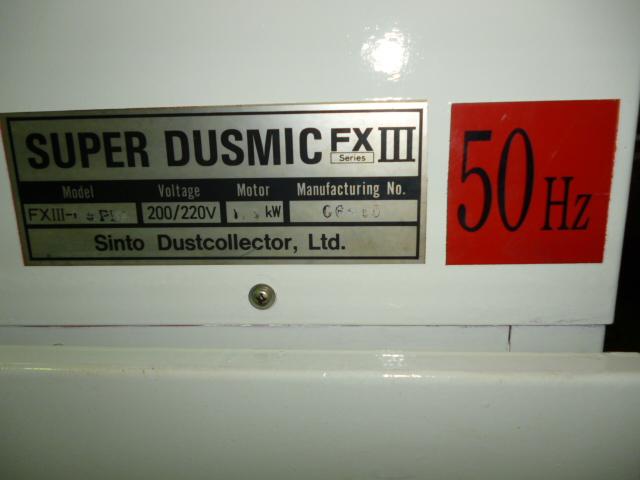 SUPER DUSMIC FX Series III
Model Voltage Motor Manufacturing No.
200/220V kW
Sinto Dustcollector, Ltd.
50 Hz